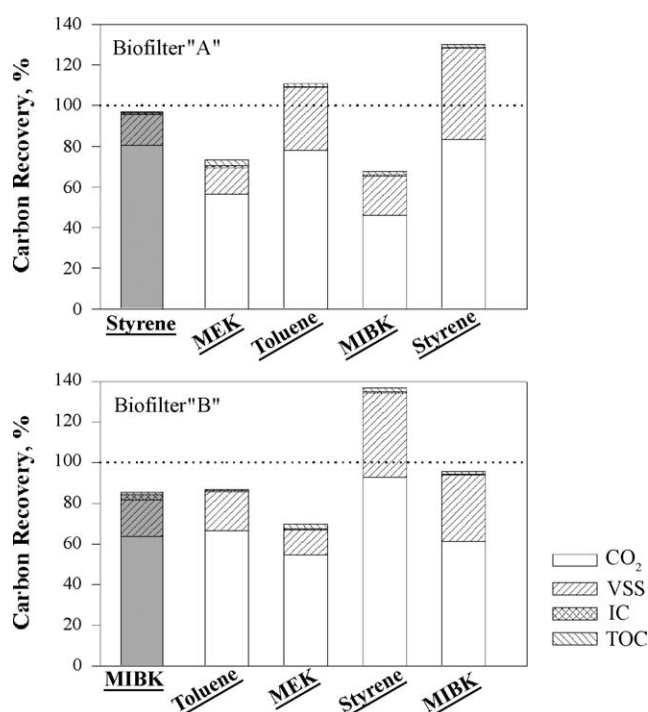 Biofilter "A"
Carbon Recovery, %
140
120
100
80
60
40
20
0
Styrene
MEK
Toluene
MIBK
Styrene
Biofilter "B"
Carbon Recovery, %
140
120
100
80
60
40
20
0
MIBK
Toluene
MEK
Styrene
MIBK
CO₂
VSS
IC
TOC